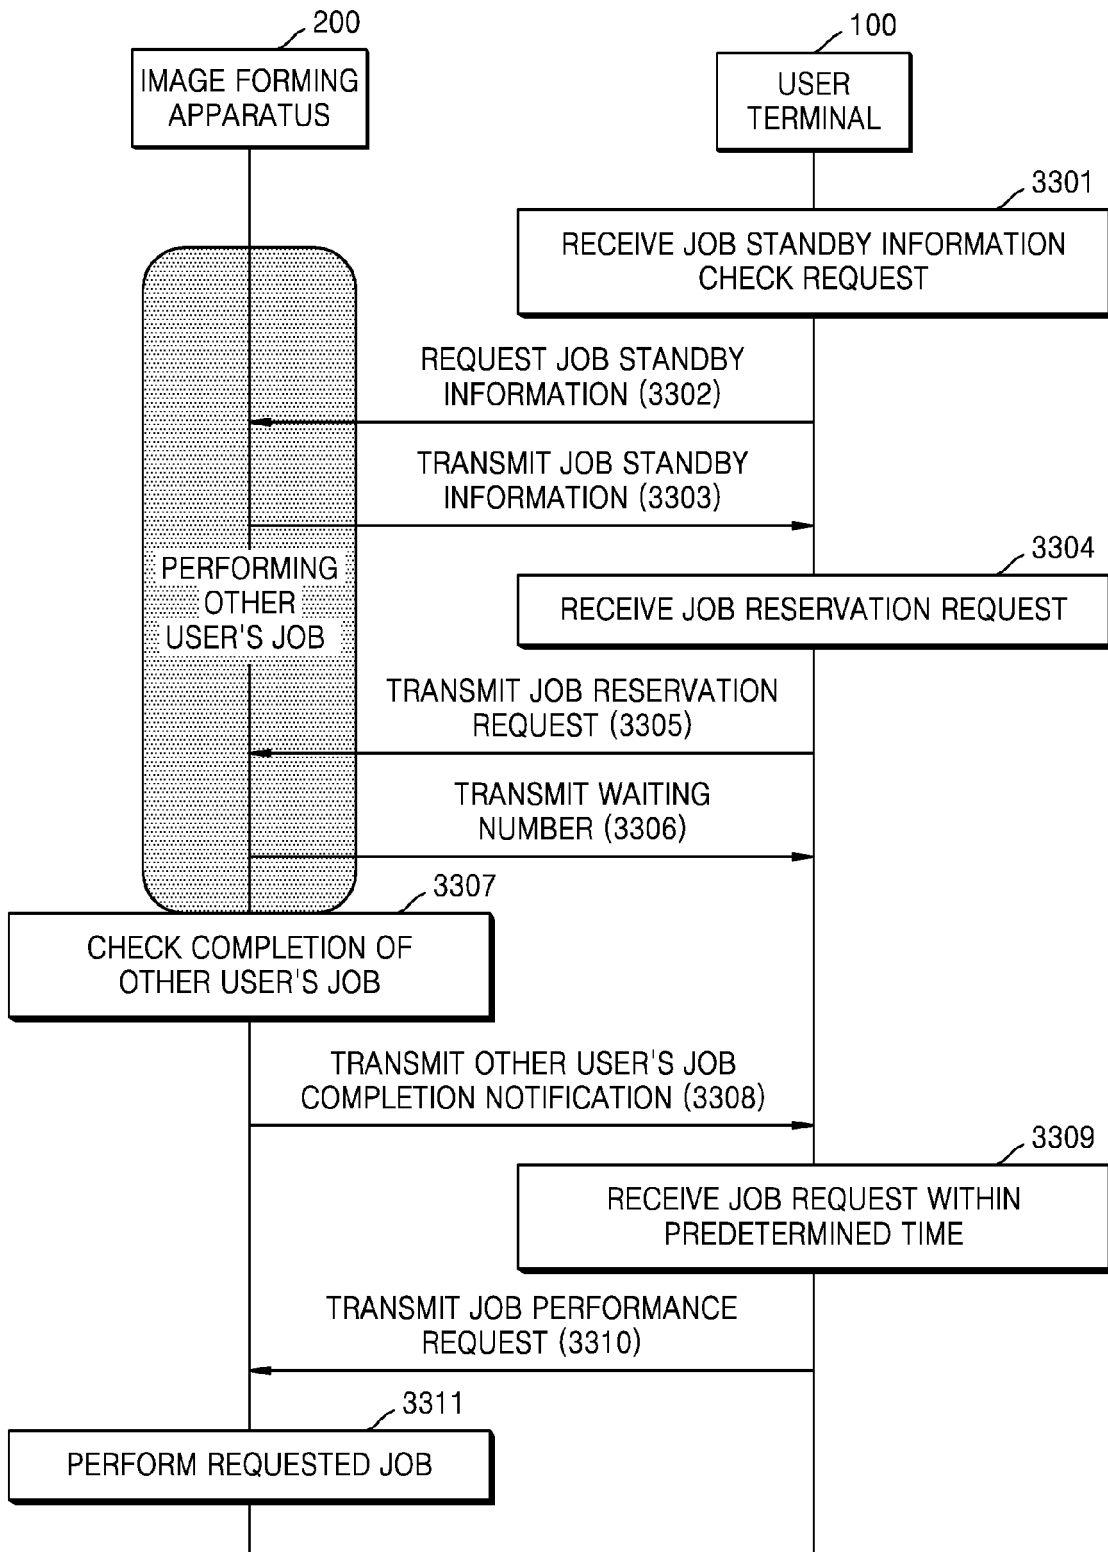 200
100
IMAGE FORMING
APPARATUS
USER
TERMINAL
3301
RECEIVE JOB STANDBY INFORMATION
CHECK REQUEST
REQUEST JOB STANDBY
INFORMATION (3302)
TRANSMIT JOB STANDBY
INFORMATION (3303)
PERFORMING
OTHER
USER'S JOB
3304
RECEIVE JOB RESERVATION REQUEST
TRANSMIT JOB RESERVATION
REQUEST (3305)
TRANSMIT WAITING
NUMBER (3306)
3307
CHECK COMPLETION OF
OTHER USER'S JOB
TRANSMIT OTHER USER'S JOB
COMPLETION NOTIFICATION (3308)
3309
RECEIVE JOB REQUEST WITHIN
PREDETERMINED TIME
TRANSMIT JOB PERFORMANCE
REQUEST (3310)
3311
PERFORM REQUESTED JOB